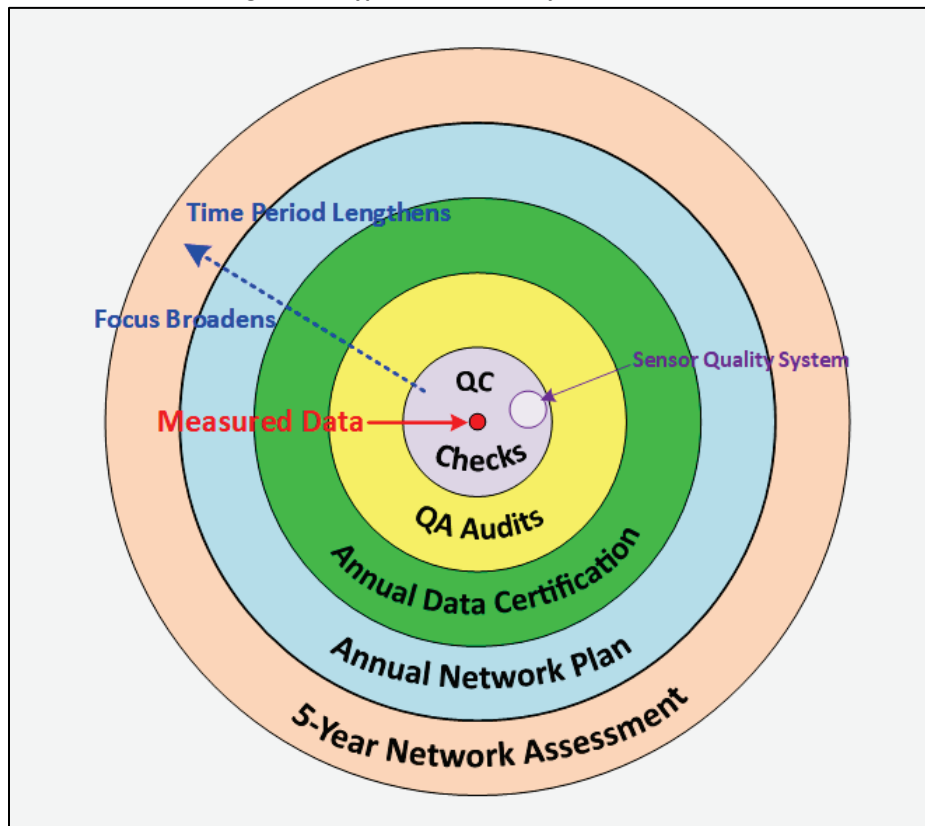 Time Period Lengthens
Focus Broadens
Sensor Quality System
QC
Measured Data
Checks
QA Audits
Annual Data Certification
Annual Network Plan
5-Year Network Assessment